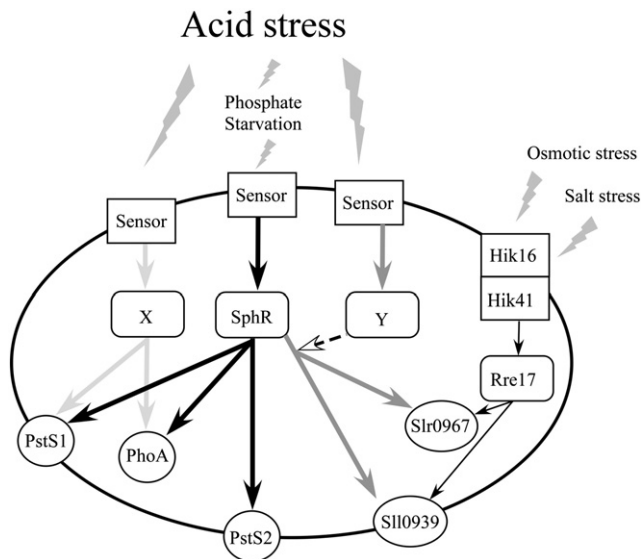 Acid stress
Phosphate
Starvation
Osmotic stress
Salt stress
Sensor
Sensor
Sensor
Hik16
Hik41
X
SphR
Y
Rre17
PstS1
PhoA
Slr0967
PstS2
Sll0939